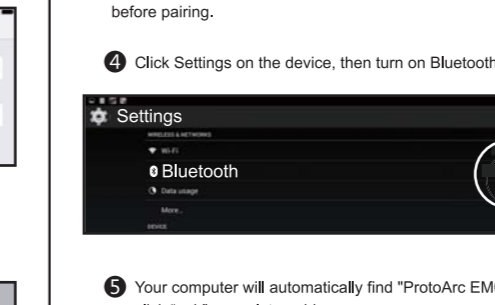 before pairing.
4 Click Settings on the device, then turn on Bluetooth
Settings
WIRELESS & NETWORKS
Wi-Fi
Bluetooth
Data usage
More...
DEVICE
5 Your computer will automatically find "ProtoArc